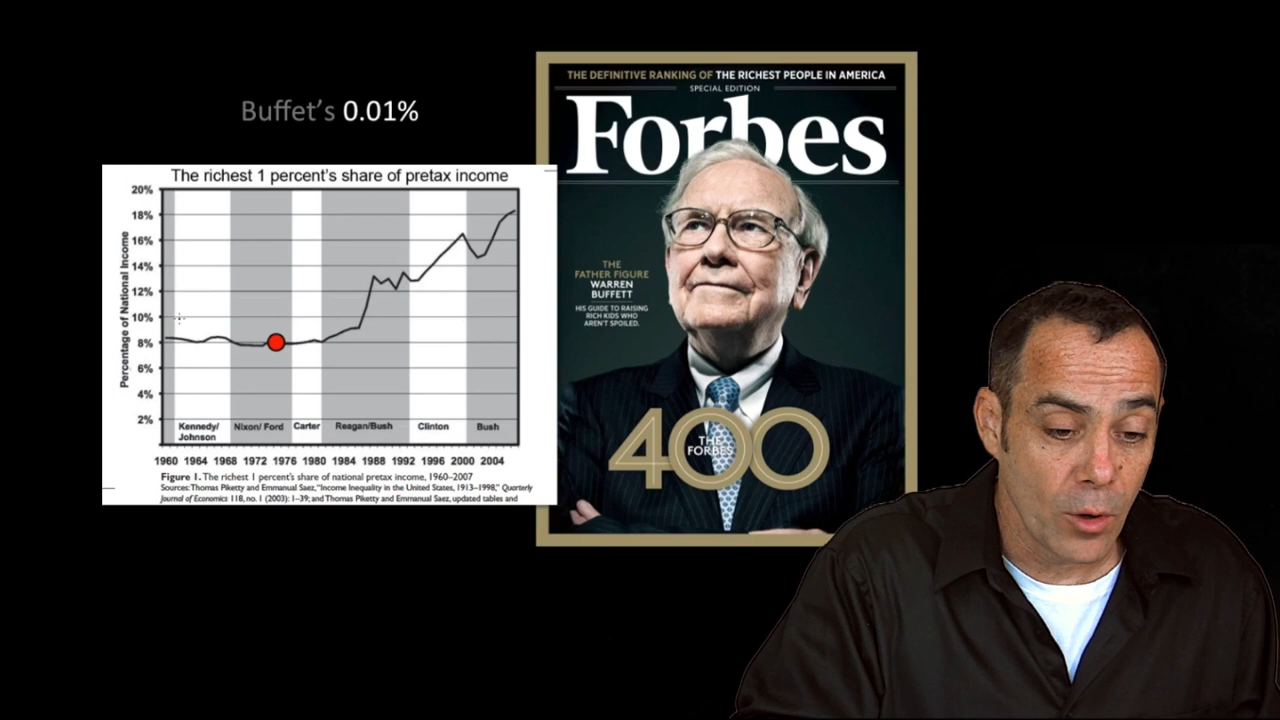 Buffet's 0.01%
The richest 1 percent's share of pretax income
Percentage of National Income
20%
18%
16%
14%
12%
10%
8%
6%
4%
2%
Kennedy/
Johnson
Nixon/ Ford
Carter
Reagan/Bush
Clinton
Bush
1960 1964 1968 1972 1976 1980 1984 1988 1992 1996 2000 2004
Figure 1. The richest 1 percent's share of national pretax income, 1960–2007
Sources: Thomas Piketty and Emmanual Saez, "Income Inequality in the United States, 1913–1998," Quarterly
Journal of Economics 118, no. 1 (2003): 1–39; and Thomas Piketty and Emmanual Saez, updated tables and
THE DEFINITIVE RANKING OF THE RICHEST PEOPLE IN AMERICA
SPECIAL EDITION
Forbes
THE
FATHER FIGURE
WARREN
BUFFETT
HIS GUIDE TO RAISING
RICH KIDS WHO
AREN'T SPOILED.
THE FORBES
400